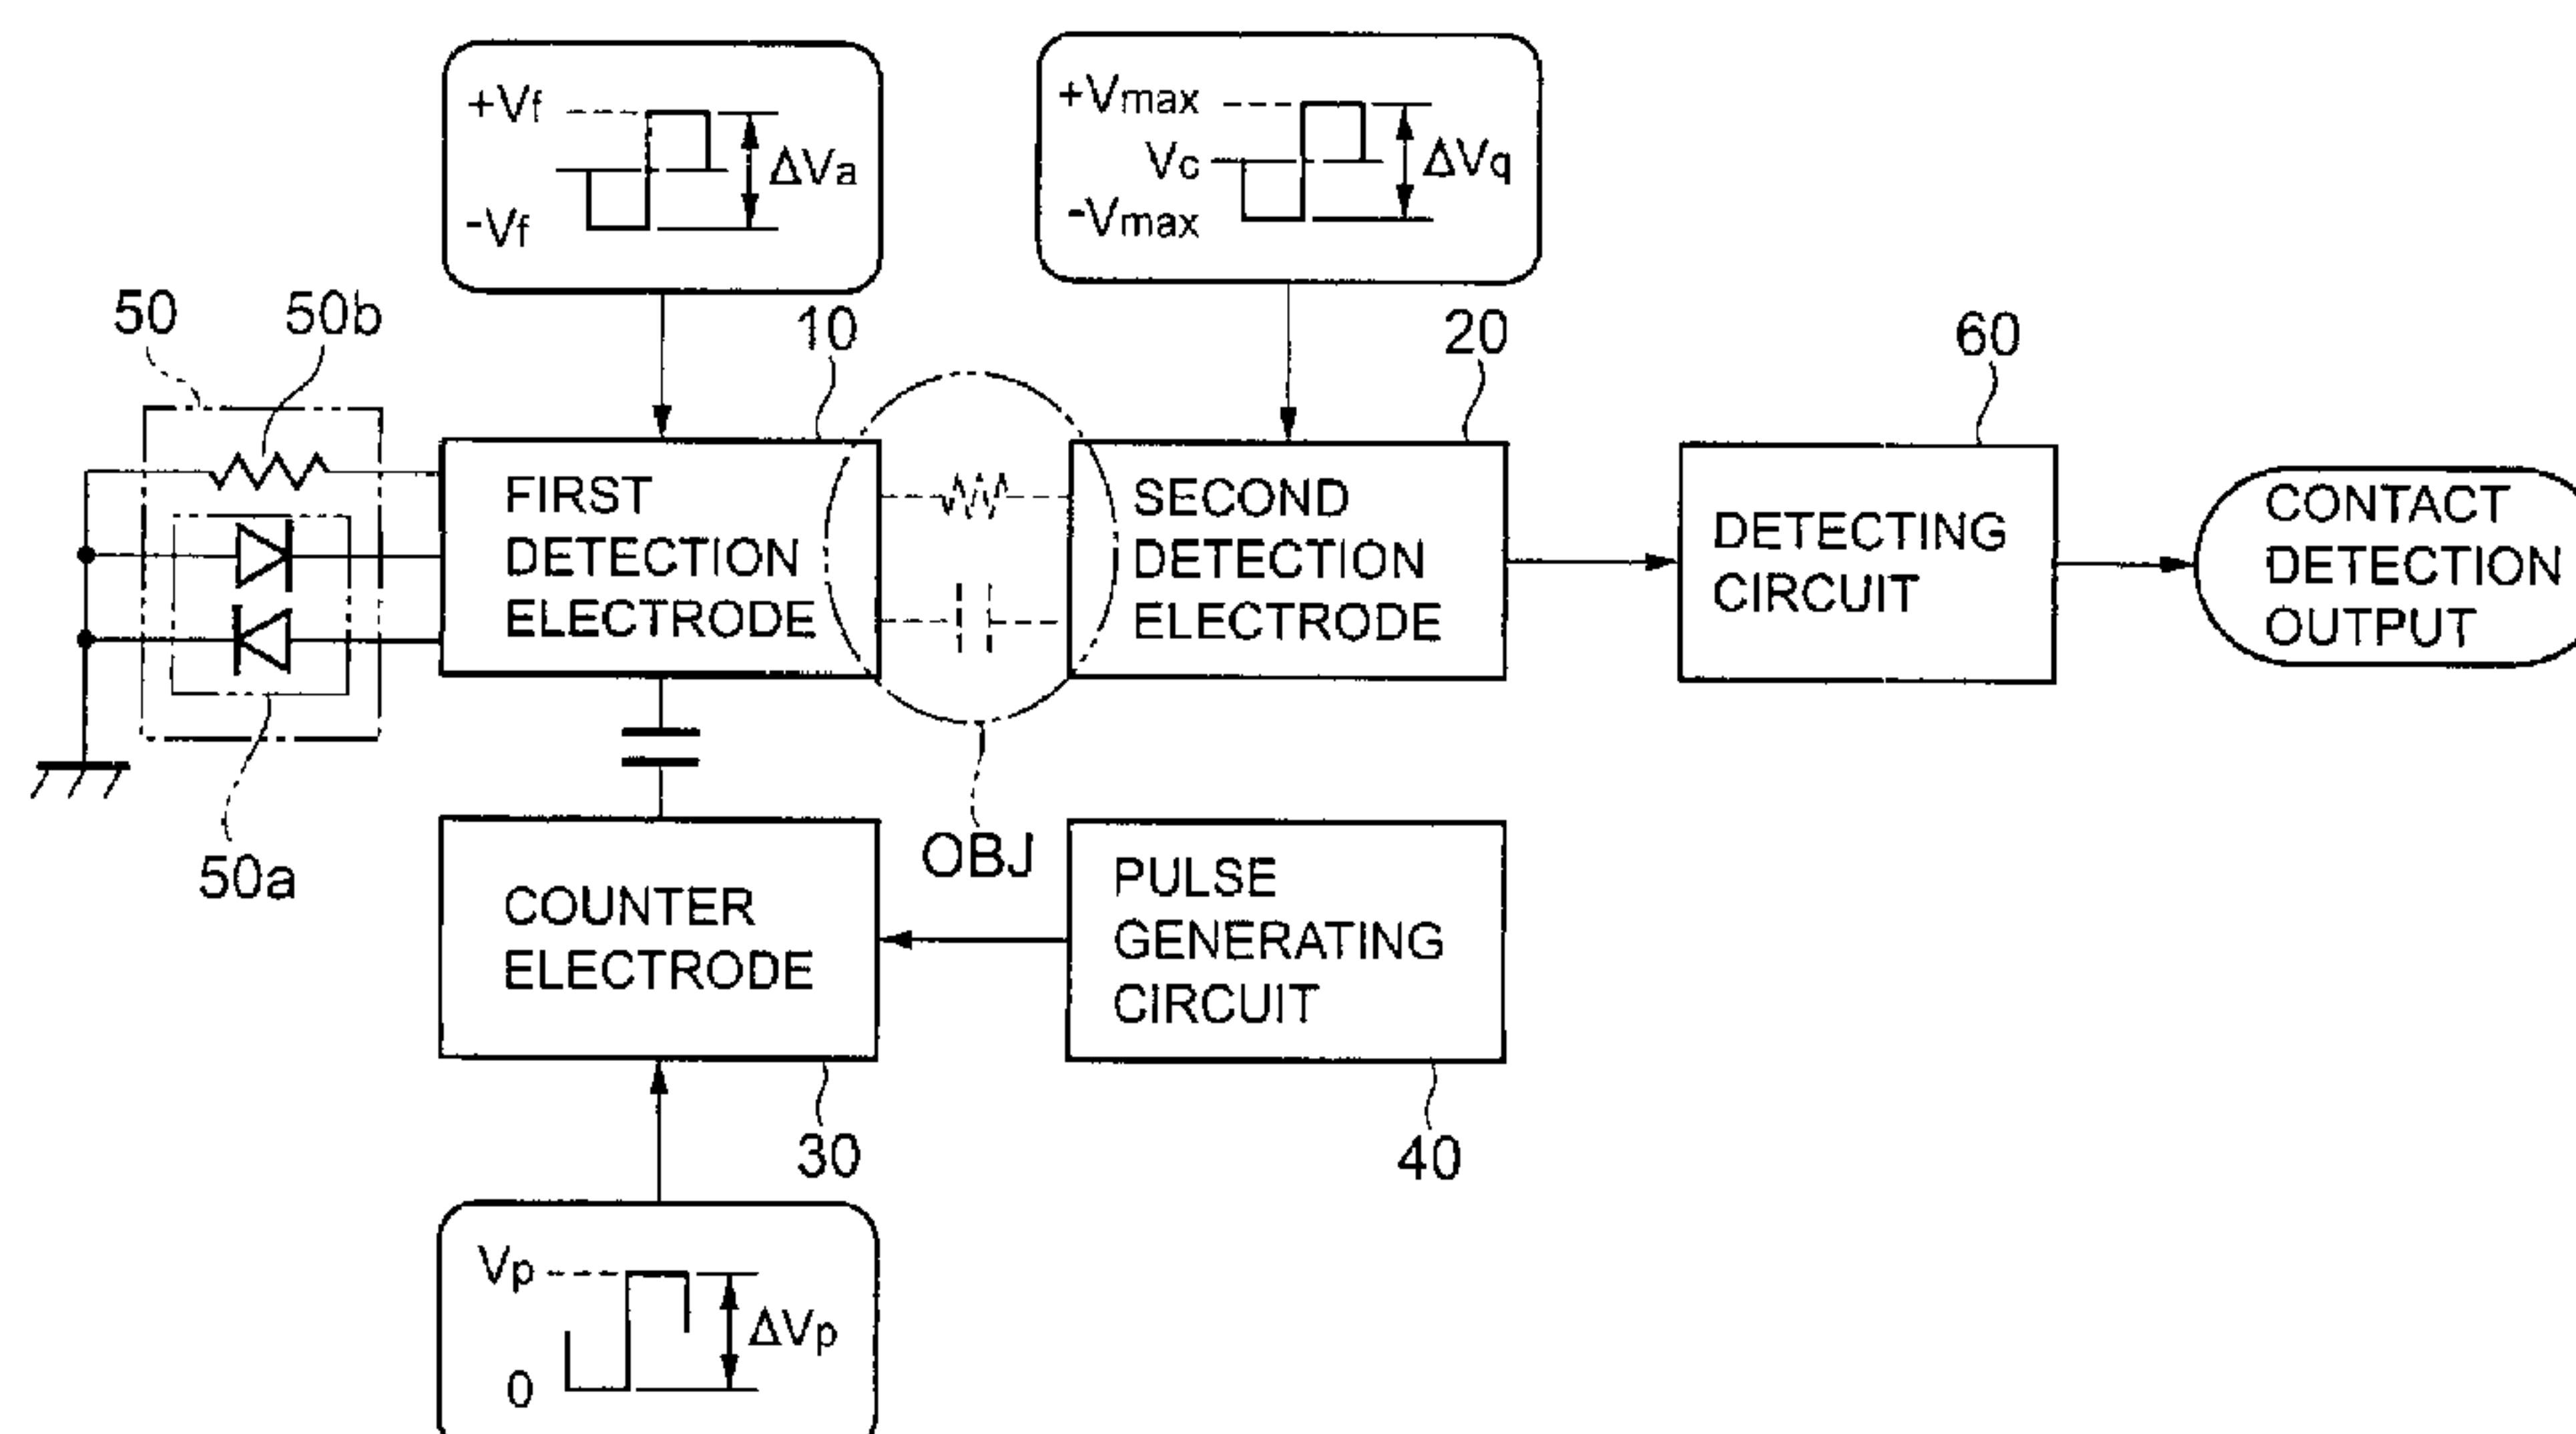 +Vf
ΔVa
-Vf
+Vmax
Vc
ΔVq
-Vmax
50
50b
10
20
60
FIRST
DETECTION
ELECTRODE
SECOND
DETECTION
ELECTRODE
DETECTING
CIRCUIT
CONTACT
DETECTION
OUTPUT
50a
OBJ
COUNTER
ELECTRODE
PULSE
GENERATING
CIRCUIT
30
40
Vp
ΔVp
0